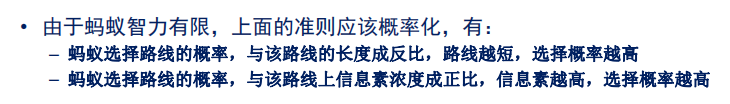 • 由于蚂蚁智力有限，上面的准则应该概率化，有：
– 蚂蚁选择路线的概率，与该路线的长度成反比，路线越短，选择概率越高
– 蚂蚁选择路线的概率，与该路线上信息素浓度成正比，信息素越高，选择概率越高